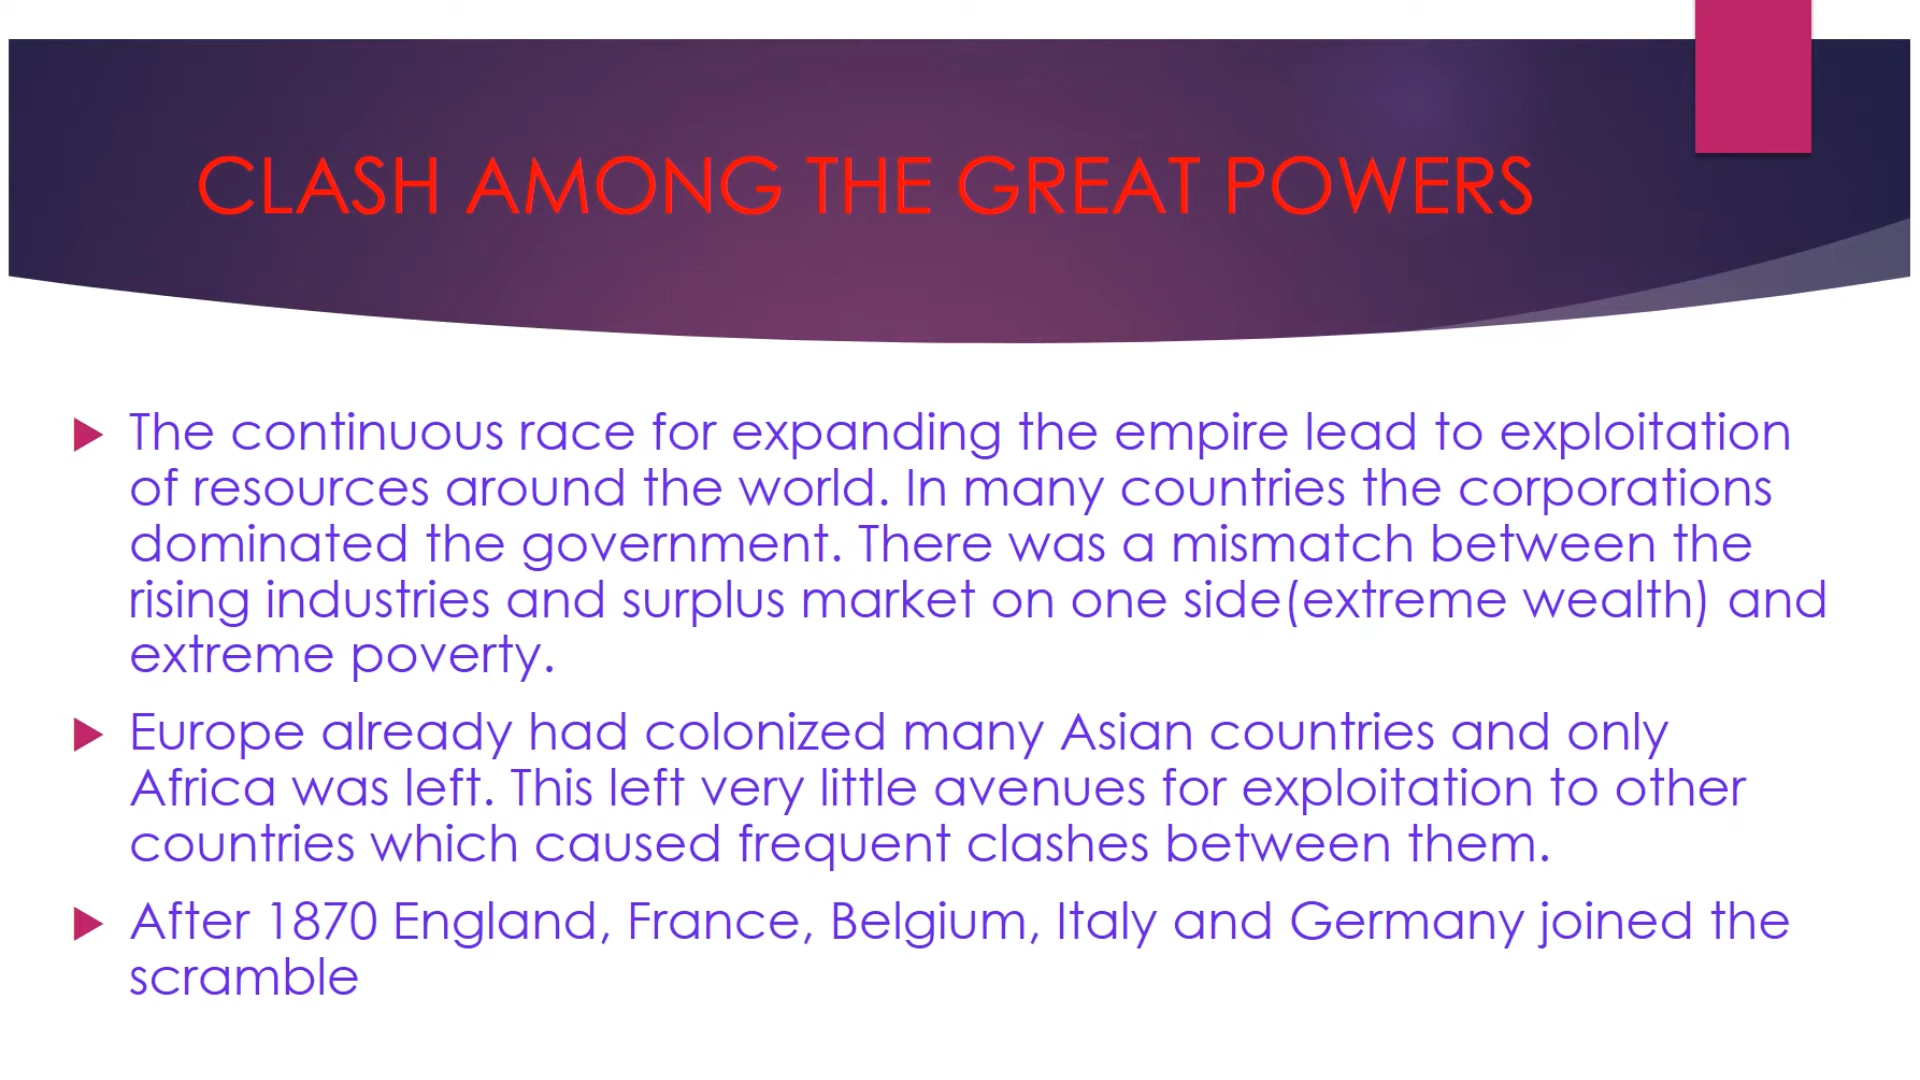 CLASH AMONG THE GREAT POWERS
The continuous race for expanding the empire lead to exploitation
of resources around the world. In many countries the corporations
dominated the government. There was a mismatch between the
rising industries and surplus market on one side(extreme wealth) and
extreme poverty.
Europe already had colonized many Asian countries and only
Africa was left. This left very little avenues for exploitation to other
countries which caused frequent clashes between them.
After 1870 England, France, Belgium, Italy and Germany joined the
scramble